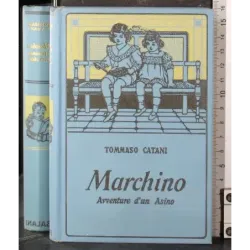 TOMMASO CATANI
Marchino
Avventure d'un Asino